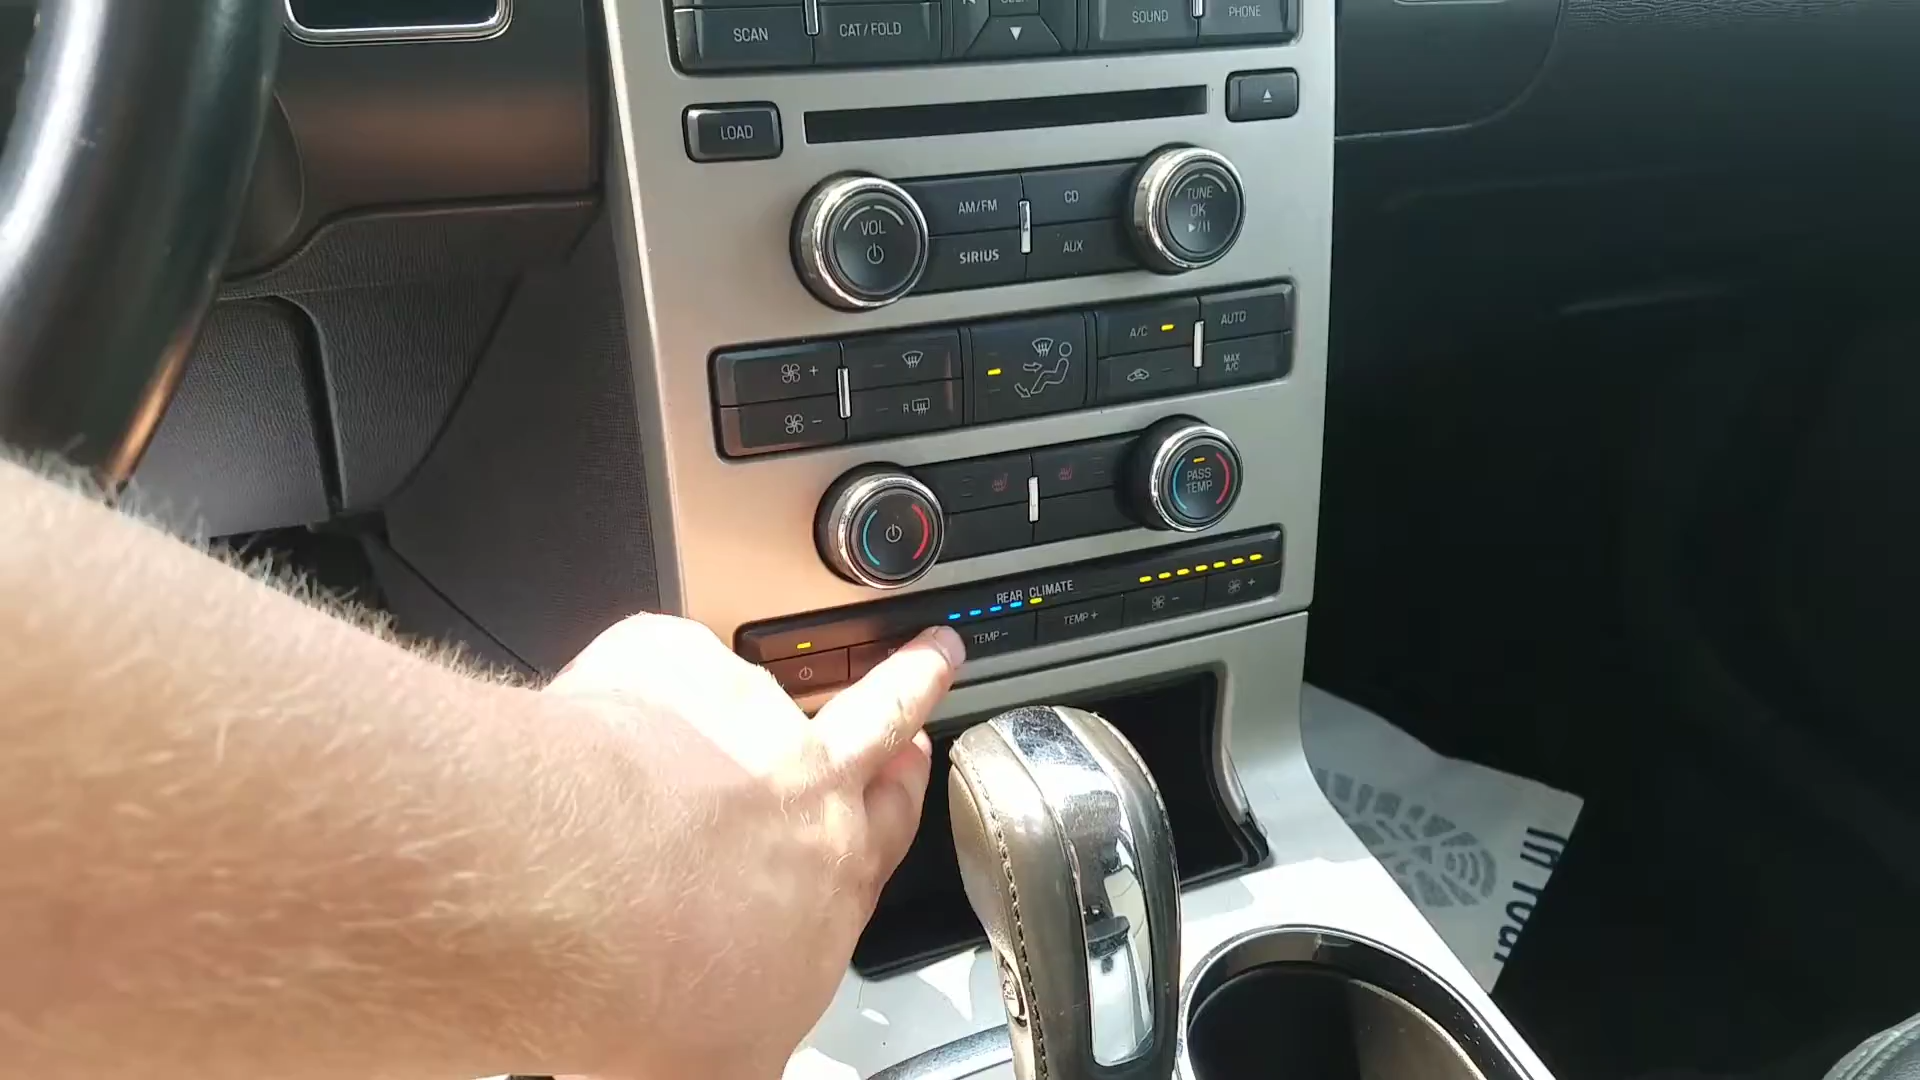 SCAN
CAT/FOLD
SOUND
PHONE
LOAD
VOL
AM/FM
CD
SIRIUS
AUX
TUNE
OK
A/C
AUTO
MAX
A/C
R
PASS
TEMP
REAR CLIMATE
TEMP-
TEMP+